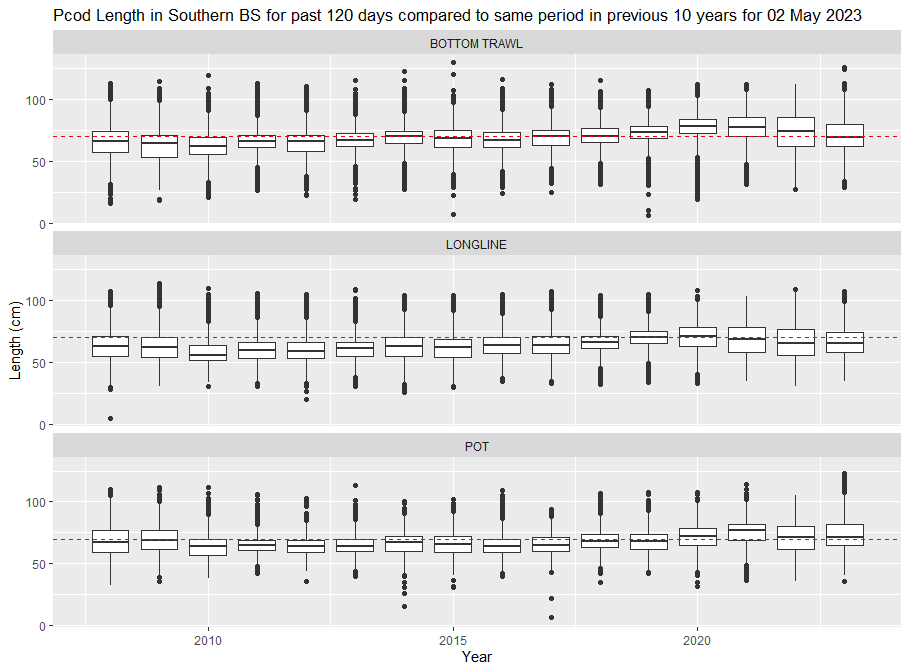 Pcod Length in Southern BS for past 120 days compared to same period in previous 10 years for 02 May 2023
BOTTOM TRAWL
100
50
0
LONGLINE
100
50
0
Length (cm)
POT
100
50
0
2010
2015
2020
Year